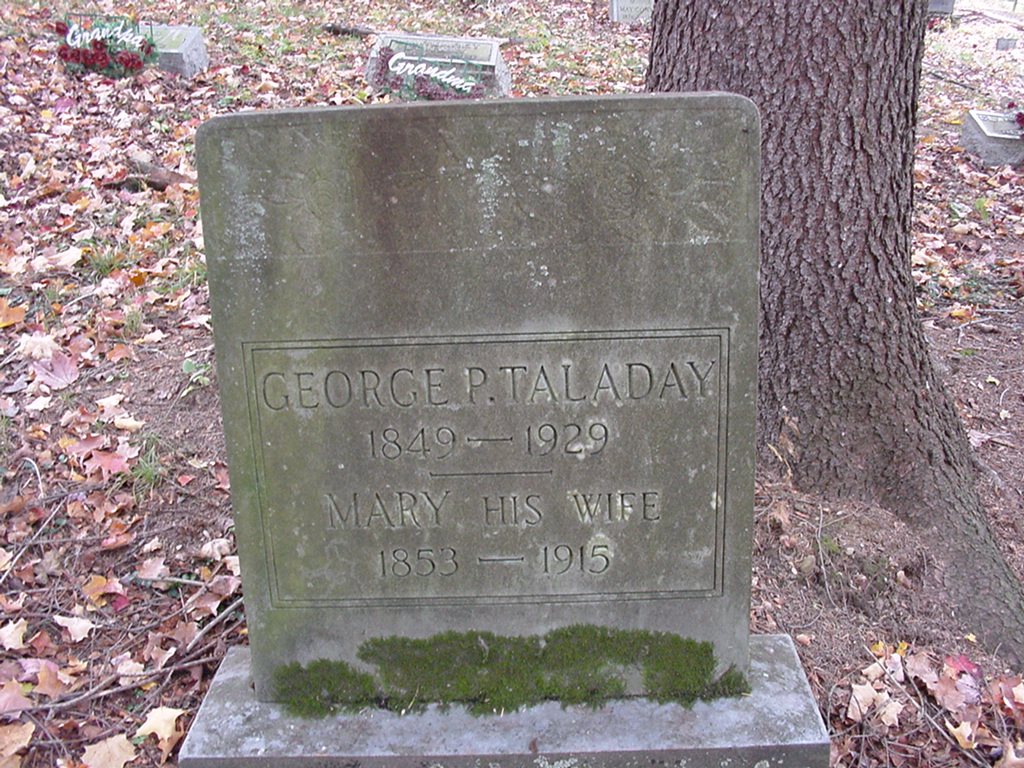 Grandpa
Grandma
GEORGE P. TALADAY
1849 — 1929
MARY HIS WIFE
1853 — 1915